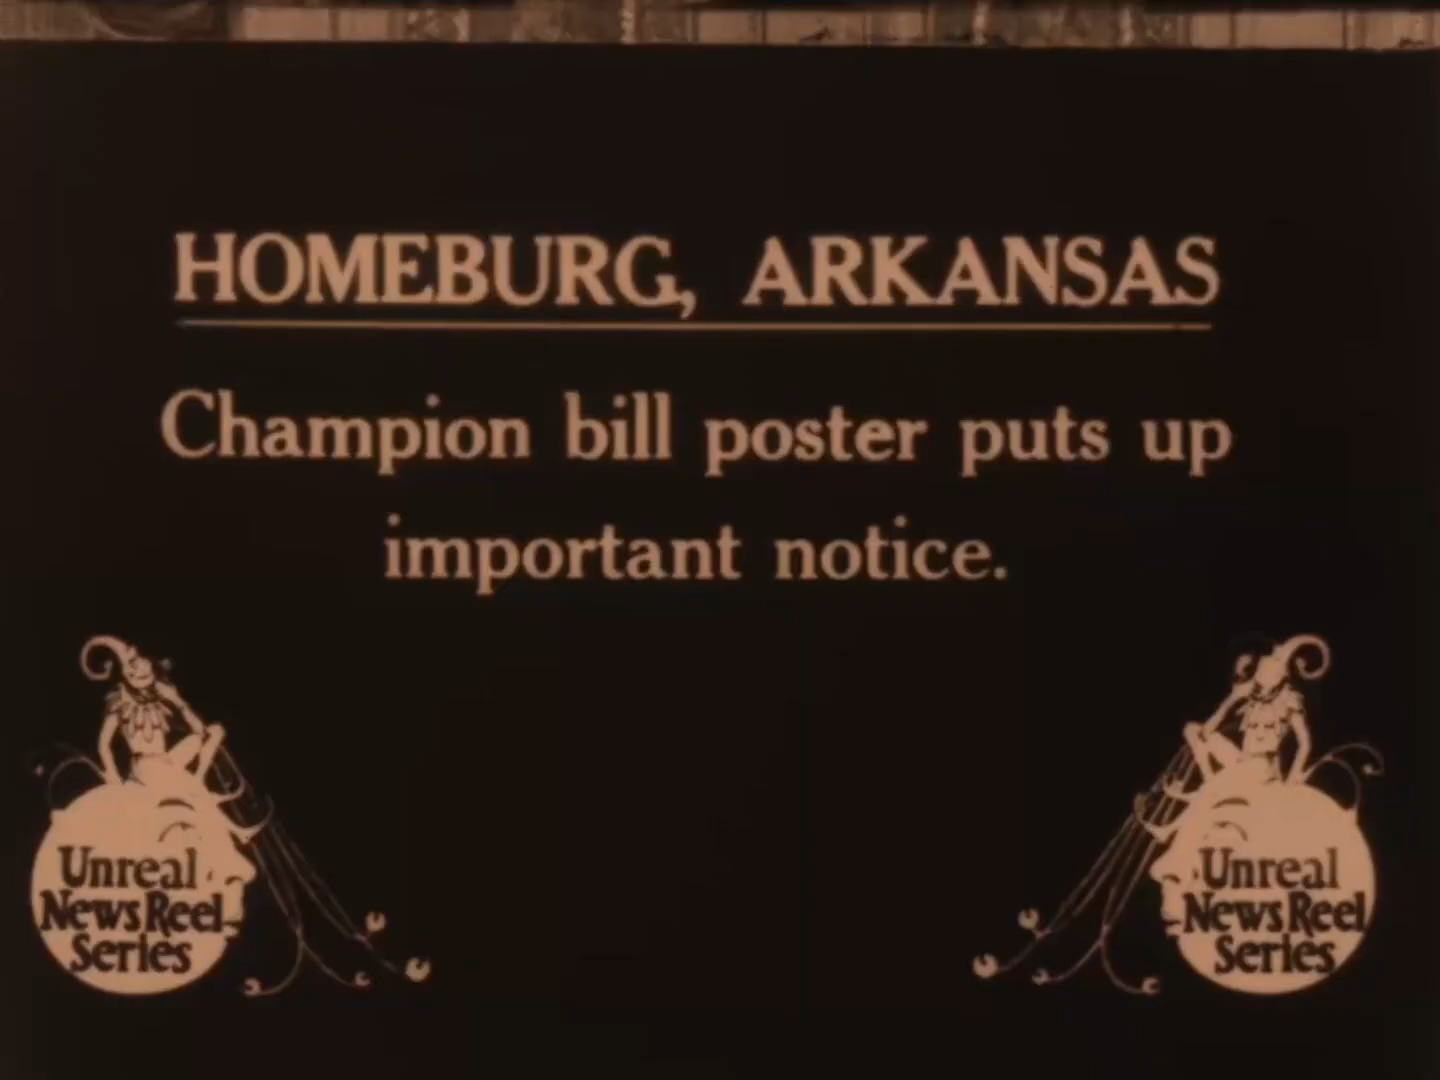 HOMEBURG, ARKANSAS
Champion bill poster puts up
important notice.
Unreal
News Reel
Series
Unreal
News Reel
Series